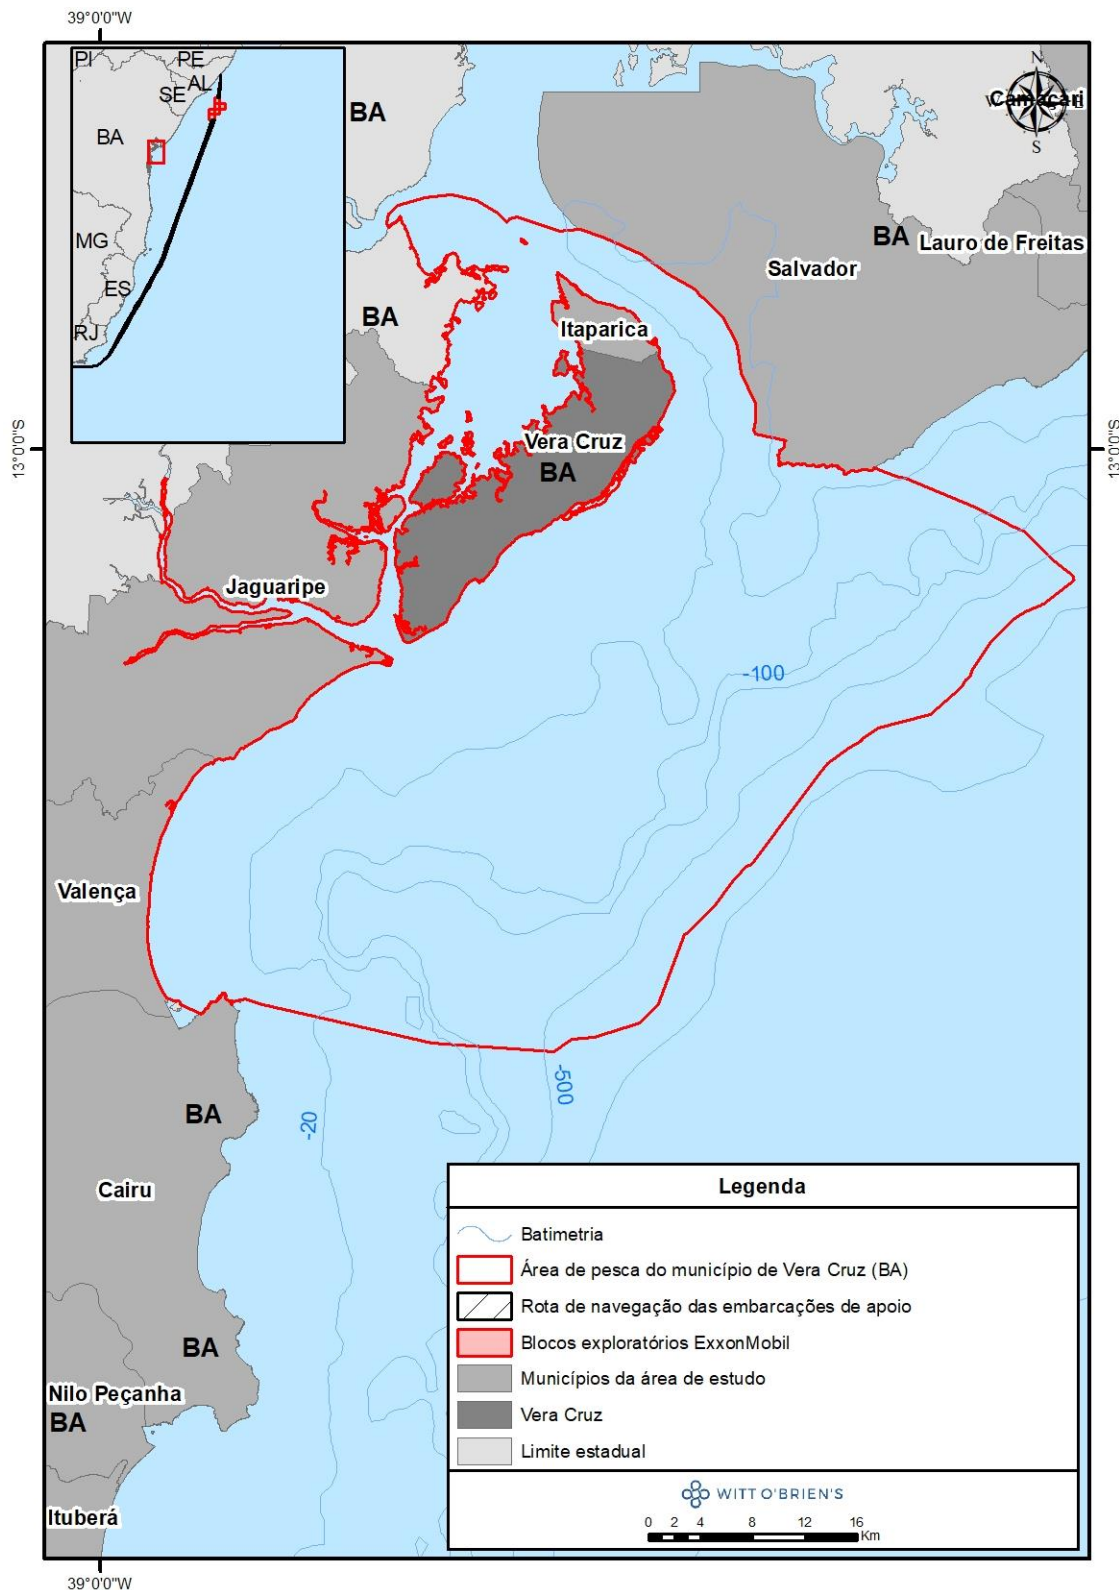 39°0'0"W
PI
PE
AL
SE
BA
MG
ES
RJ
BA
N
W
E
S
Camaçari
BA
Lauro de Freitas
Salvador
BA
Itaparica
13°0'0"S
Vera Cruz
BA
13°0'0"S
Jaguaripe
-100
Valença
-500
-20
BA
Cairu
BA
Nilo Peçanha
BA
Ituberá
Legenda
Batimetria
Área de pesca do município de Vera Cruz (BA)
Rota de navegação das embarcações de apoio
Blocos exploratórios ExxonMobil
Municípios da área de estudo
Vera Cruz
Limite estadual
WITT O'BRIEN'S
0 2 4 8 12 16
Km
39°0'0"W